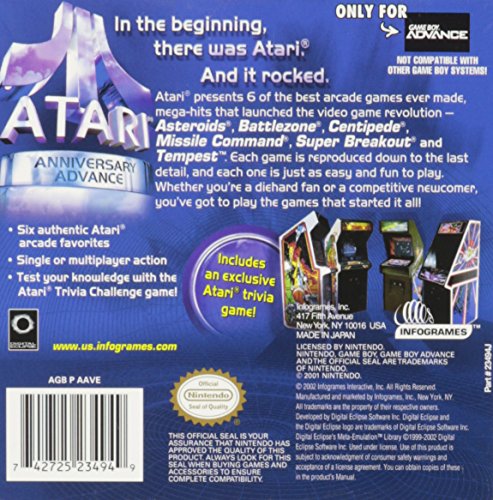 ONLY FOR
GAME BOY
ADVANCE
NOT COMPATIBLE WITH
OTHER GAME BOY SYSTEMS!
In the beginning,
there was Atari.®
And it rocked.
ATARI®
ANNIVERSARY
ADVANCE
Atari® presents 6 of the best arcade games ever made,
mega-hits that launched the video game revolution —
Asteroids®, Battlezone®, Centipede®,
Missile Command®, Super Breakout® and
Tempest™. Each game is reproduced down to the last
detail, and each one is just as easy and fun to play.
Whether you're a diehard fan or a competitive newcomer,
you've got to play the games that started it all!
• Six authentic Atari®
arcade favorites
• Single or multiplayer action
• Test your knowledge with the
Atari® Trivia Challenge game!
Includes
an exclusive
Atari® trivia
game!
Infogrames, Inc.
417 Fifth Avenue
New York, NY 10016 USA
MADE IN JAPAN
INFOGRAMES™
Part # 23494J
DIGITAL ECLIPSE
www.us.infogrames.com
LICENSED BY NINTENDO.
NINTENDO, GAME BOY, GAME BOY ADVANCE
AND THE OFFICIAL SEAL ARE TRADEMARKS
OF NINTENDO.
© 2001 NINTENDO.
AGB P AAVE
7 42725 23494 9
Official
Nintendo
Seal of Quality
THIS OFFICIAL SEAL IS YOUR
ASSURANCE THAT NINTENDO HAS
APPROVED THE QUALITY OF THIS
PRODUCT. ALWAYS LOOK FOR THIS
SEAL WHEN BUYING GAMES AND
ACCESSORIES TO ENSURE
COMPLETE COMPATIBILITY.
© 2002 Infogrames Interactive, Inc. All Rights Reserved.
Manufactured and marketed by Infogrames, Inc., New York, NY.
All trademarks are the property of their respective owners.
Developed by Digital Eclipse Software Inc. Digital Eclipse and the
Digital Eclipse logo are trademarks of Digital Eclipse Software Inc.
Digital Eclipse's Meta-Emulation™ Library ©1999-2002 Digital
Eclipse Software Inc. Used under license. Use of this product is
subject to acknowledgment of consumer safety warnings and
acceptance of a license agreement. You can obtain copies of these
in the product's Manual.